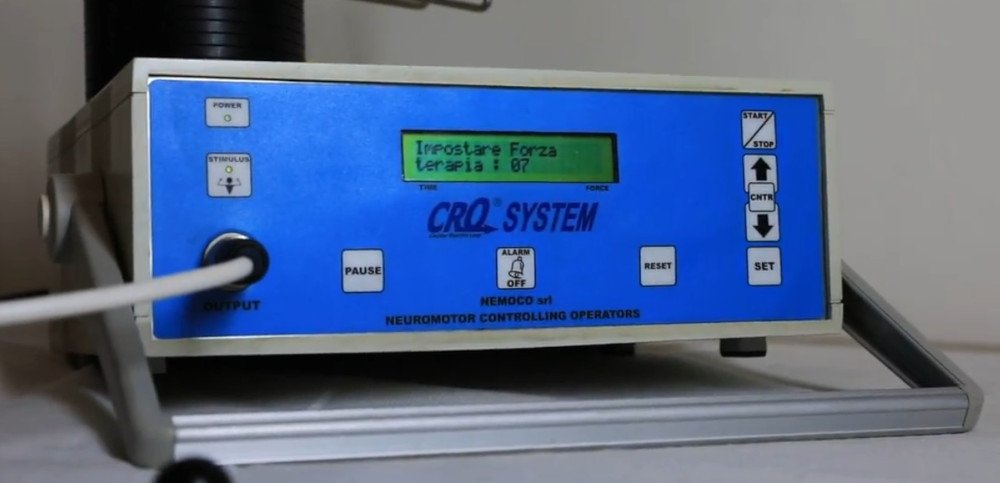 POWER
STIMULUS
OUTPUT
Impostare Forza
terapia : 07
TIME
FORCE
CRQ® SYSTEM
PAUSE
ALARM
OFF
RESET
START
STOP
CNTR
SET
NEMOCO srl
NEUROMOTOR CONTROLLING OPERATORS